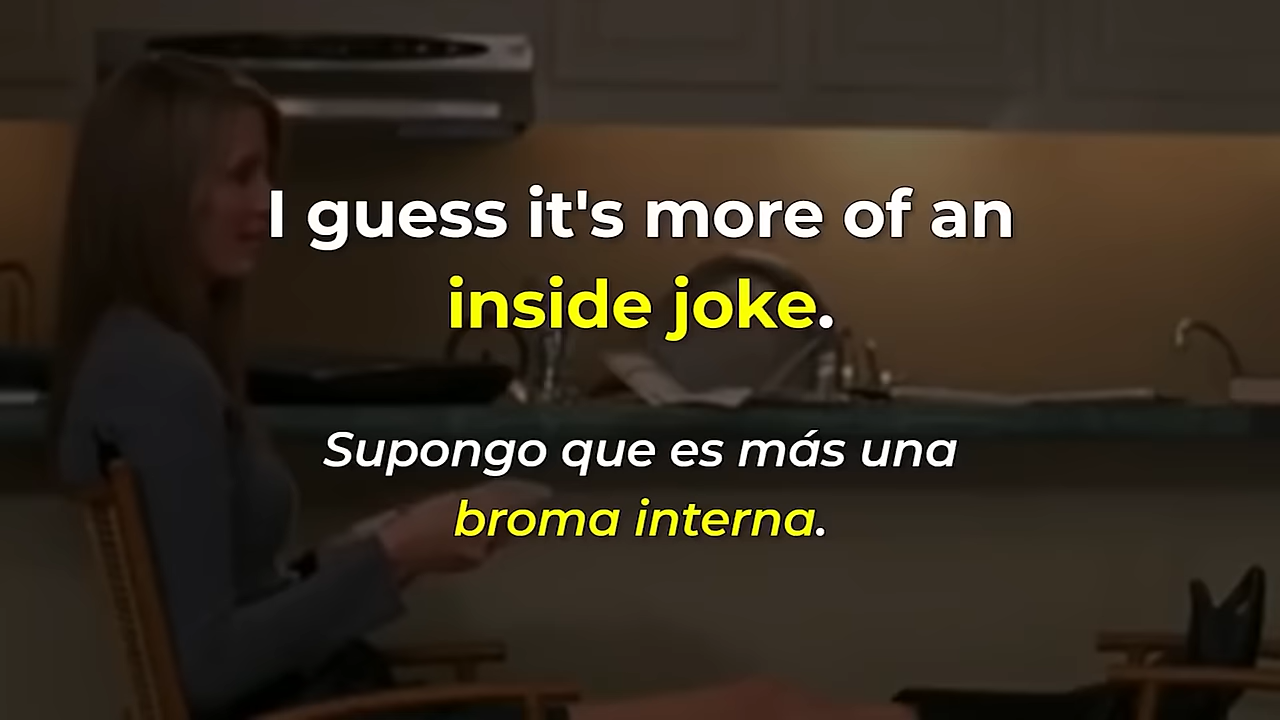 I guess it's more of an
inside joke.
Supongo que es más una
broma interna.